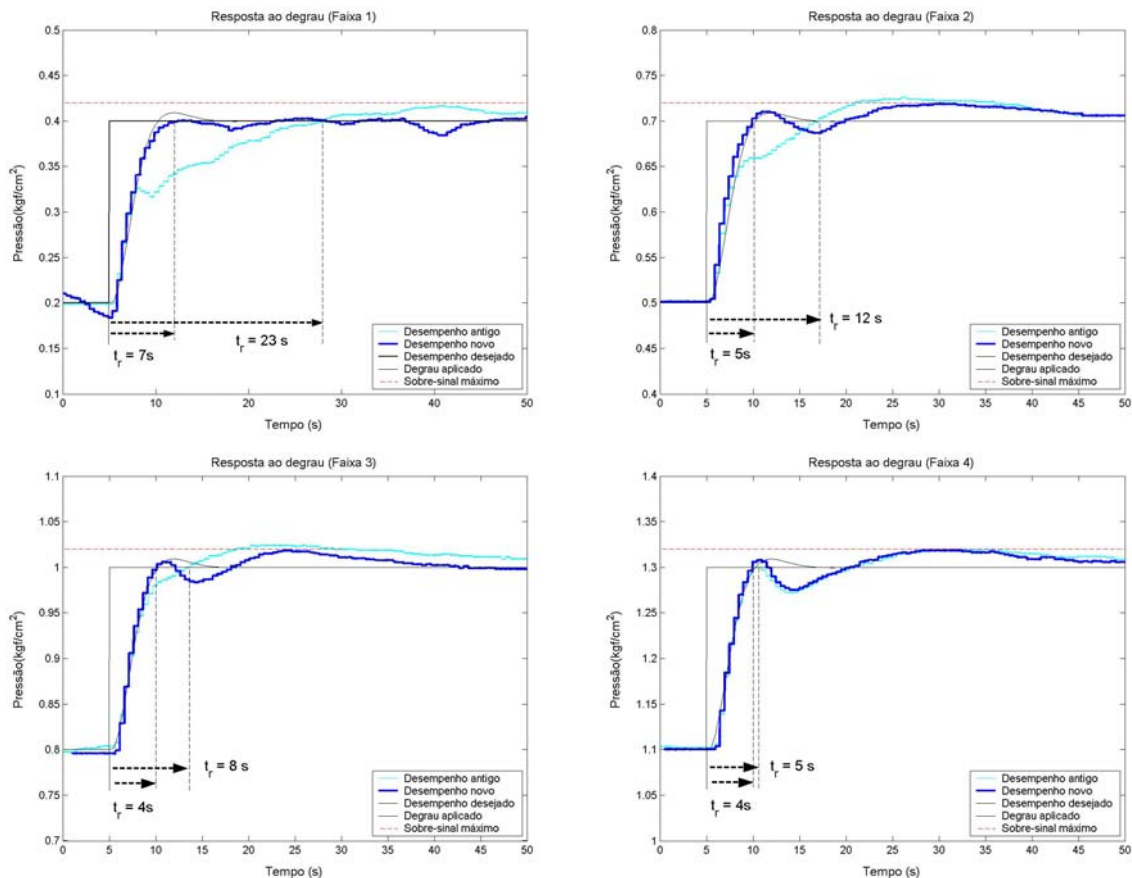 Resposta ao degrau (Faixa 1)
0.5
0.45
0.4
0.35
0.3
0.25
0.2
0.15
0.1
Pressão(kgf/cm²)
t_r = 7s
t_r = 23 s
Desempenho antigo
Desempenho novo
Desempenho desejado
Degrau aplicado
Sobre-sinal máximo
0 5 10 15 20 25 30 35 40 45 50
Tempo (s)
Resposta ao degrau (Faixa 2)
0.8
0.75
0.7
0.65
0.6
0.55
0.5
0.45
0.4
Pressão(kgf/cm²)
t_r = 12 s
t_r = 5s
Desempenho antigo
Desempenho novo
Desempenho desejado
Degrau aplicado
Sobre-sinal máximo
0 5 10 15 20 25 30 35 40 45 50
Tempo (s)
Resposta ao degrau (Faixa 3)
1.1
1.05
1
0.95
0.9
0.85
0.8
0.75
0.7
Pressão(kgf/cm²)
t_r = 8 s
t_r = 4s
Desempenho antigo
Desempenho novo
Desempenho desejado
Degrau aplicado
Sobre-sinal máximo
0 5 10 15 20 25 30 35 40 45 50
Tempo (s)
Resposta ao degrau (Faixa 4)
1.4
1.35
1.3
1.25
1.2
1.15
1.1
1.05
1
Pressão(kgf/cm²)
t_r = 5 s
t_r = 4s
Desempenho antigo
Desempenho novo
Desempenho desejado
Degrau aplicado
Sobre-sinal máximo
0 5 10 15 20 25 30 35 40 45 50
Tempo (s)